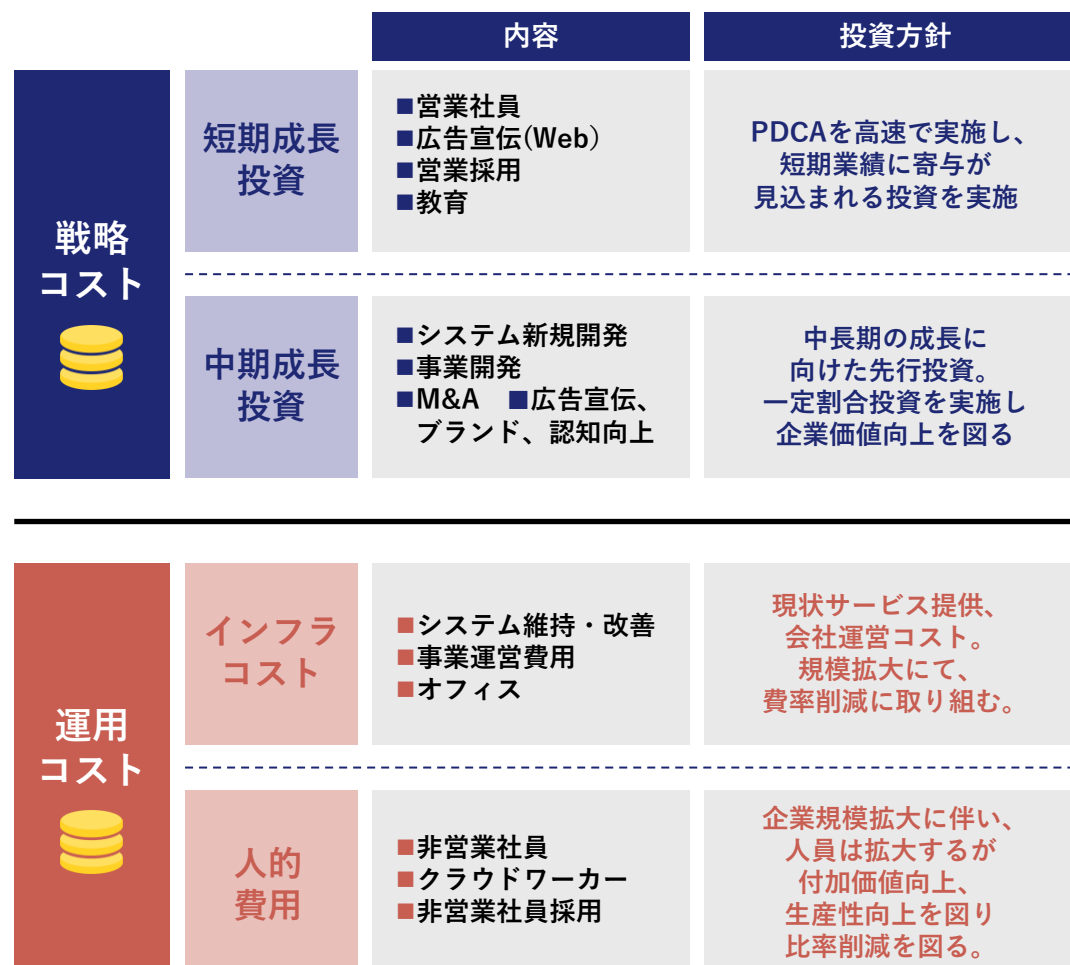 内容
投資方針
戦略
コスト
短期成長
投資
■営業社員
■広告宣伝(Web）
■営業採用
■教育
PDCAを高速で実施し、
短期業績に寄与が
見込まれる投資を実施
中期成長
投資
■システム新規開発
■事業開発
■M&A　■広告宣伝、
ブランド、認知向上
中長期の成長に
向けた先行投資。
一定割合投資を実施し
企業価値向上を図る
運用
コスト
インフラ
コスト
■システム維持・改善
■事業運営費用
■オフィス
現状サービス提供、
会社運営コスト。
規模拡大にて、
費率削減に取り組む。
人的
費用
■非営業社員
■クラウドワーカー
■非営業社員採用
企業規模拡大に伴い、
人員は拡大するが
付加価値向上、
生産性向上を図り
比率削減を図る。